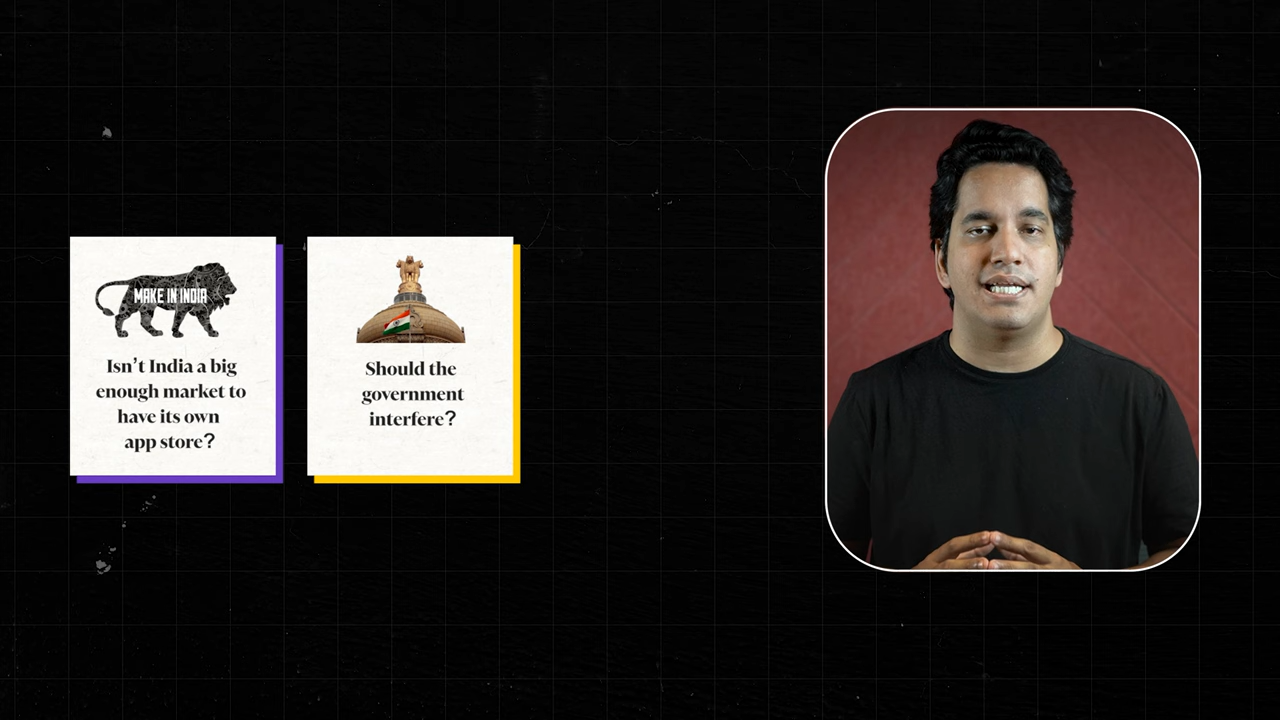 MAKE IN INDIA
Isn't India a big
enough market to
have its own
app store?
Should the
government
interfere?